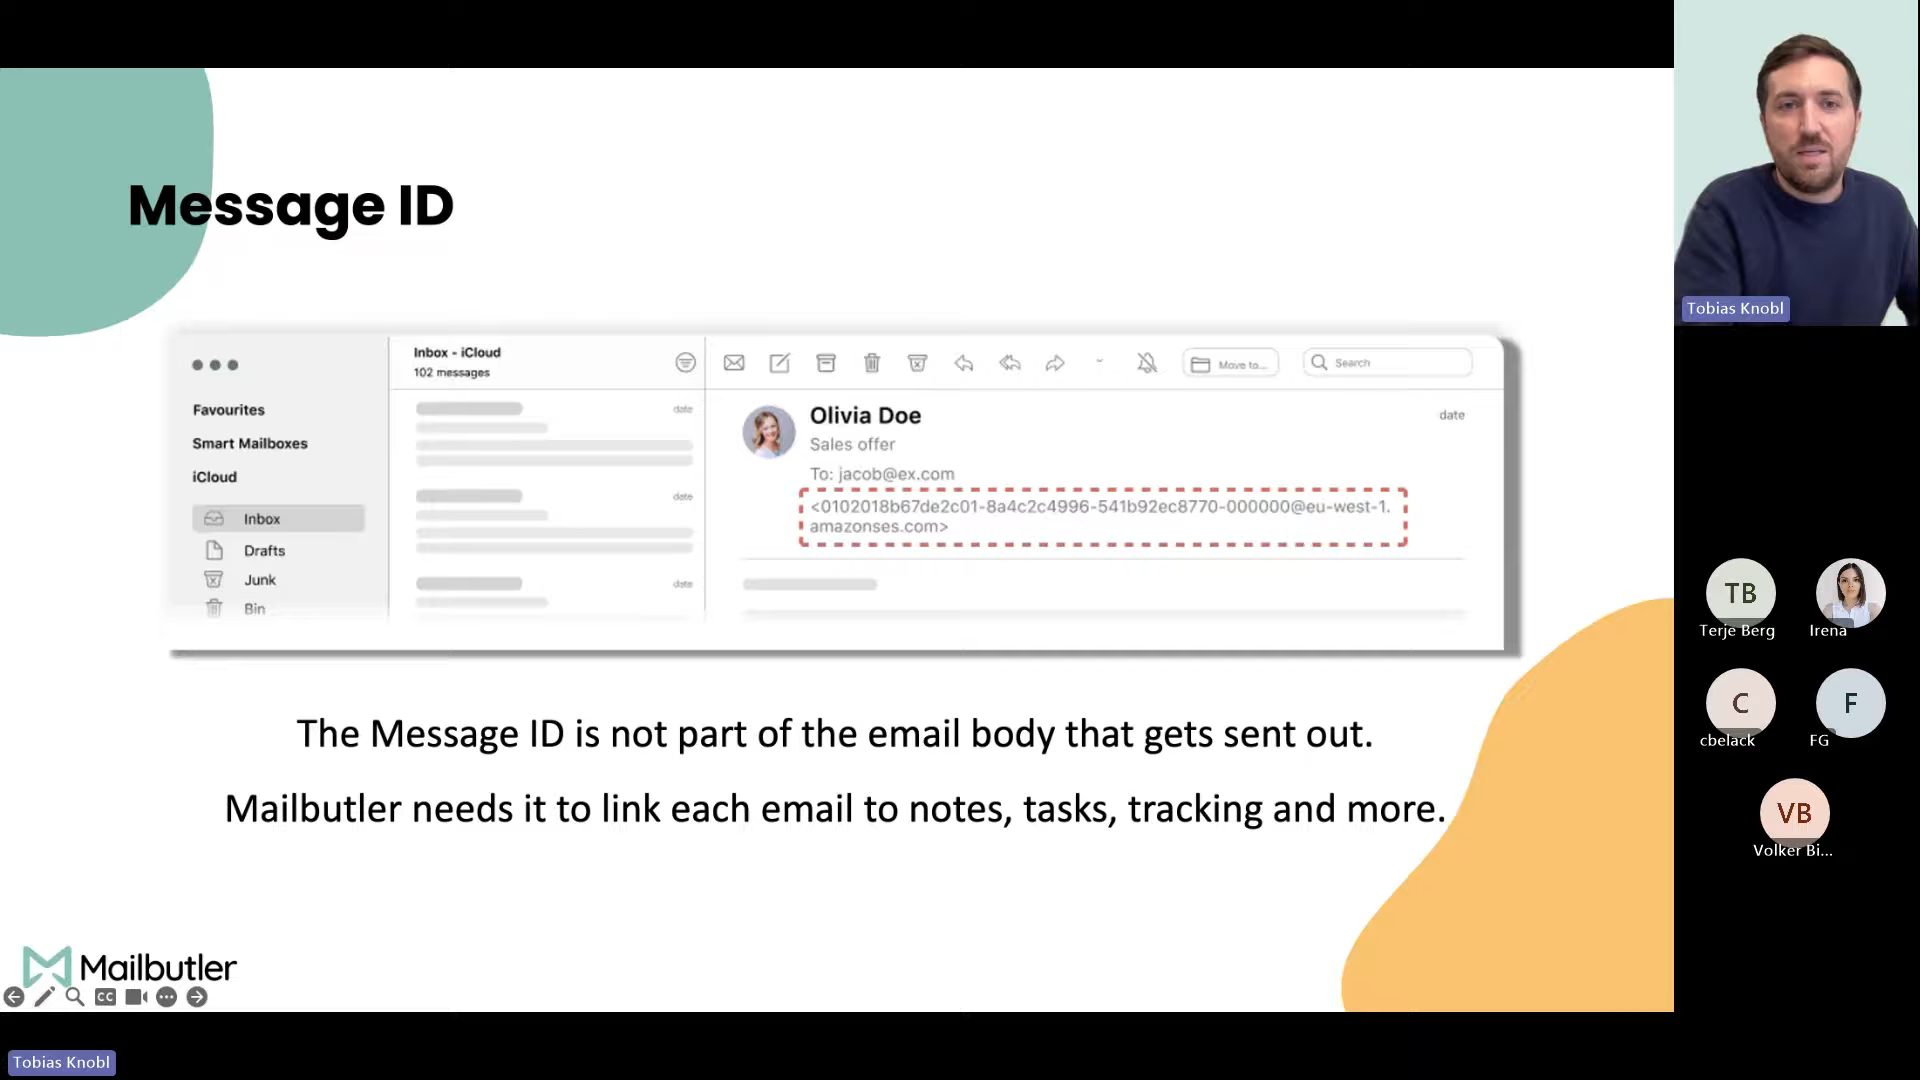 Message ID
Inbox - iCloud
102 messages
Move to...
Search
Favourites
Smart Mailboxes
iCloud
Inbox
Drafts
Junk
Bin
date
date
date
Olivia Doe
date
Sales offer
To: jacob@ex.com
<0102018b67de2c01-8a4c2c4996-541b92ec8770-000000@eu-west-1.
amazonses.com>
The Message ID is not part of the email body that gets sent out.
Mailbutler needs it to link each email to notes, tasks, tracking and more.
Mailbutler
CC
Tobias Knobl
Tobias Knobl
TB
Terje Berg
Irena
C
cbelack
F
FG
VB
Volker Bi...